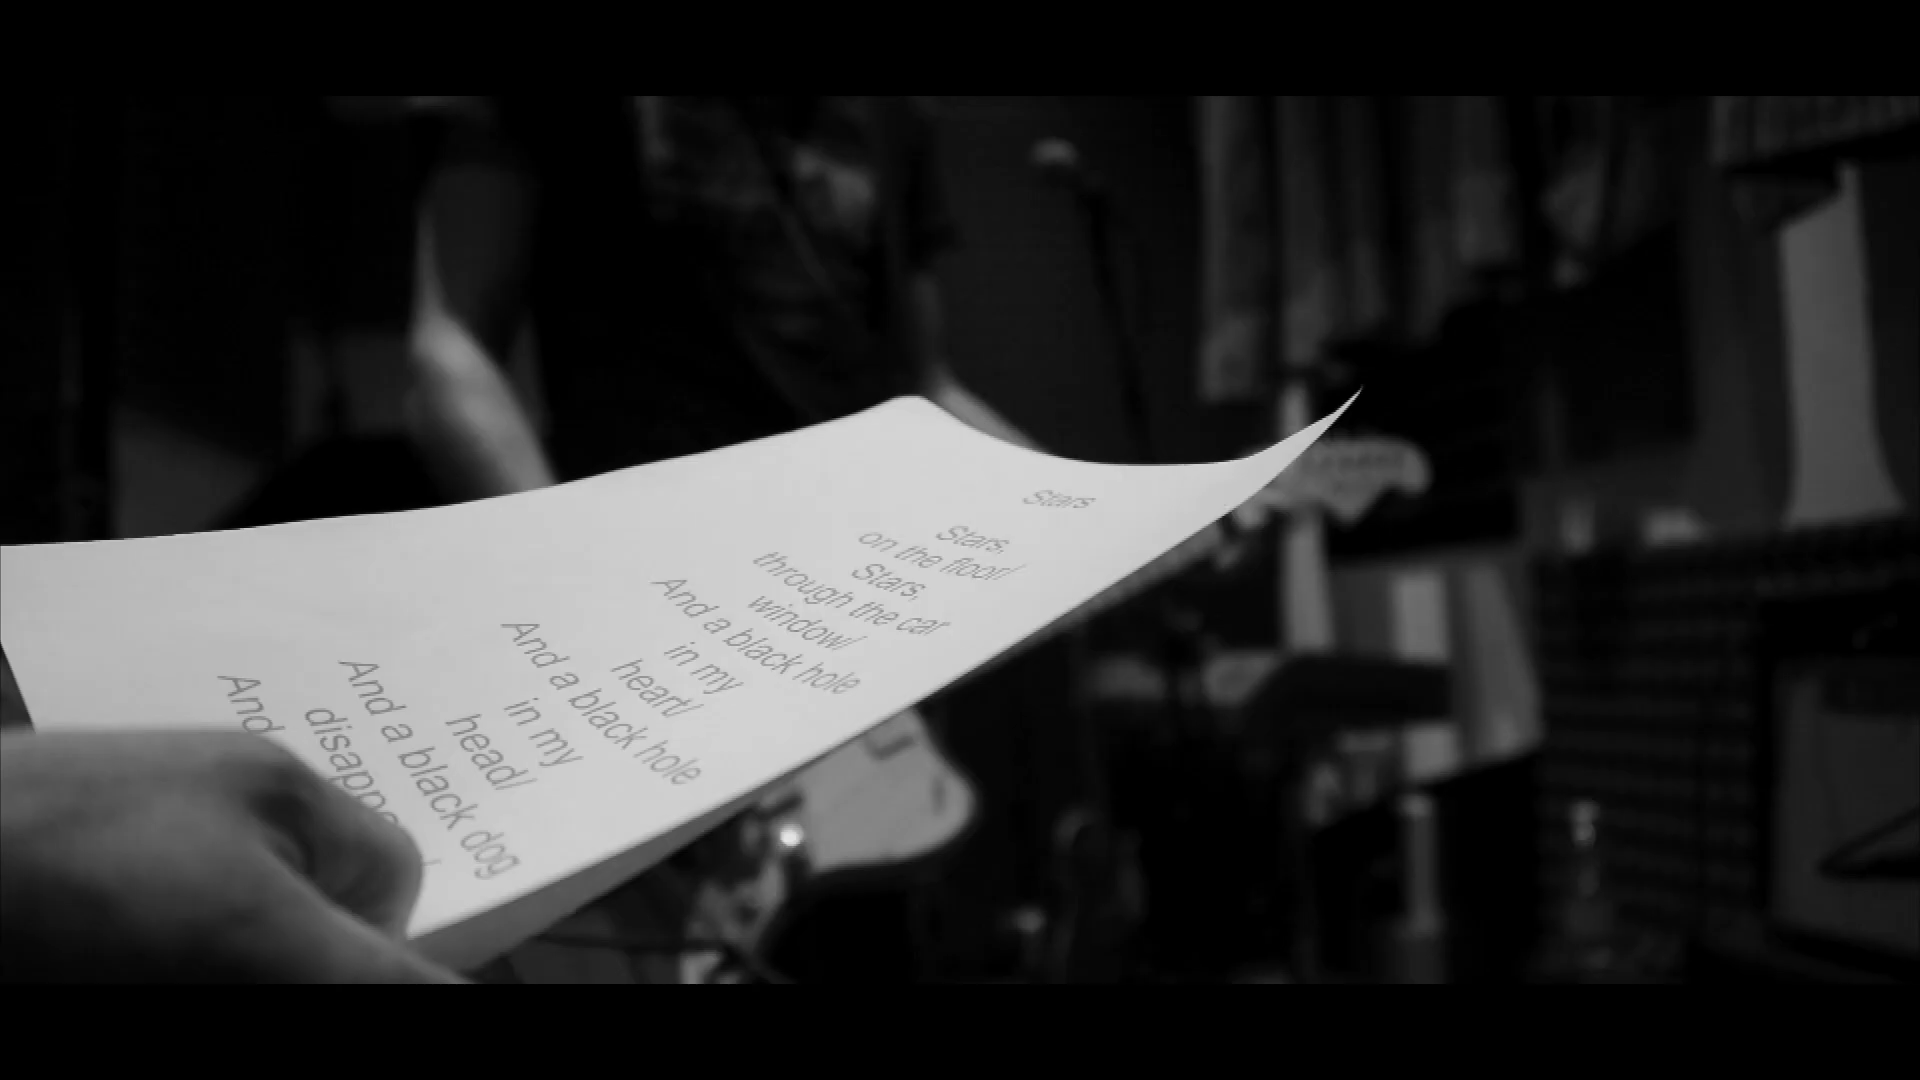 Stars
Stars,
on the floor/
Stars,
through the car
window/
And a black hole
in my
heart/
And a black hole
in my
head/
And a black dog
And